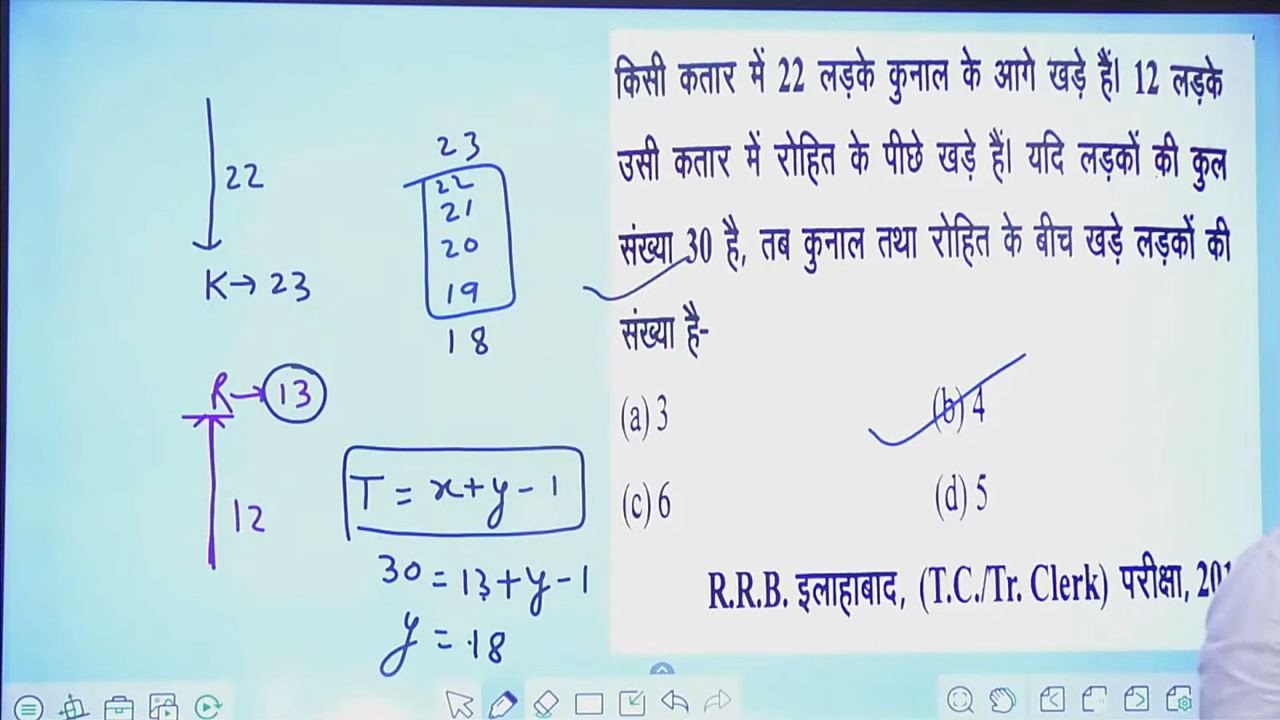 22
K → 23
R → 13
12
23
22
21
20
19
18
T = x+y-1
30 = 13+y-1
y = 18
किसी कतार में 22 लड़के कुनाल के आगे खड़े हैं। 12 लड़के
उसी कतार में रोहित के पीछे खड़े हैं। यदि लड़कों की कुल
संख्या 30 है, तब कुनाल तथा रोहित के बीच खड़े लड़कों की
संख्या है-
(a) 3
(b) 4
(c) 6
(d) 5
R.R.B. इलाहाबाद, (T.C./Tr. Clerk) परीक्षा,